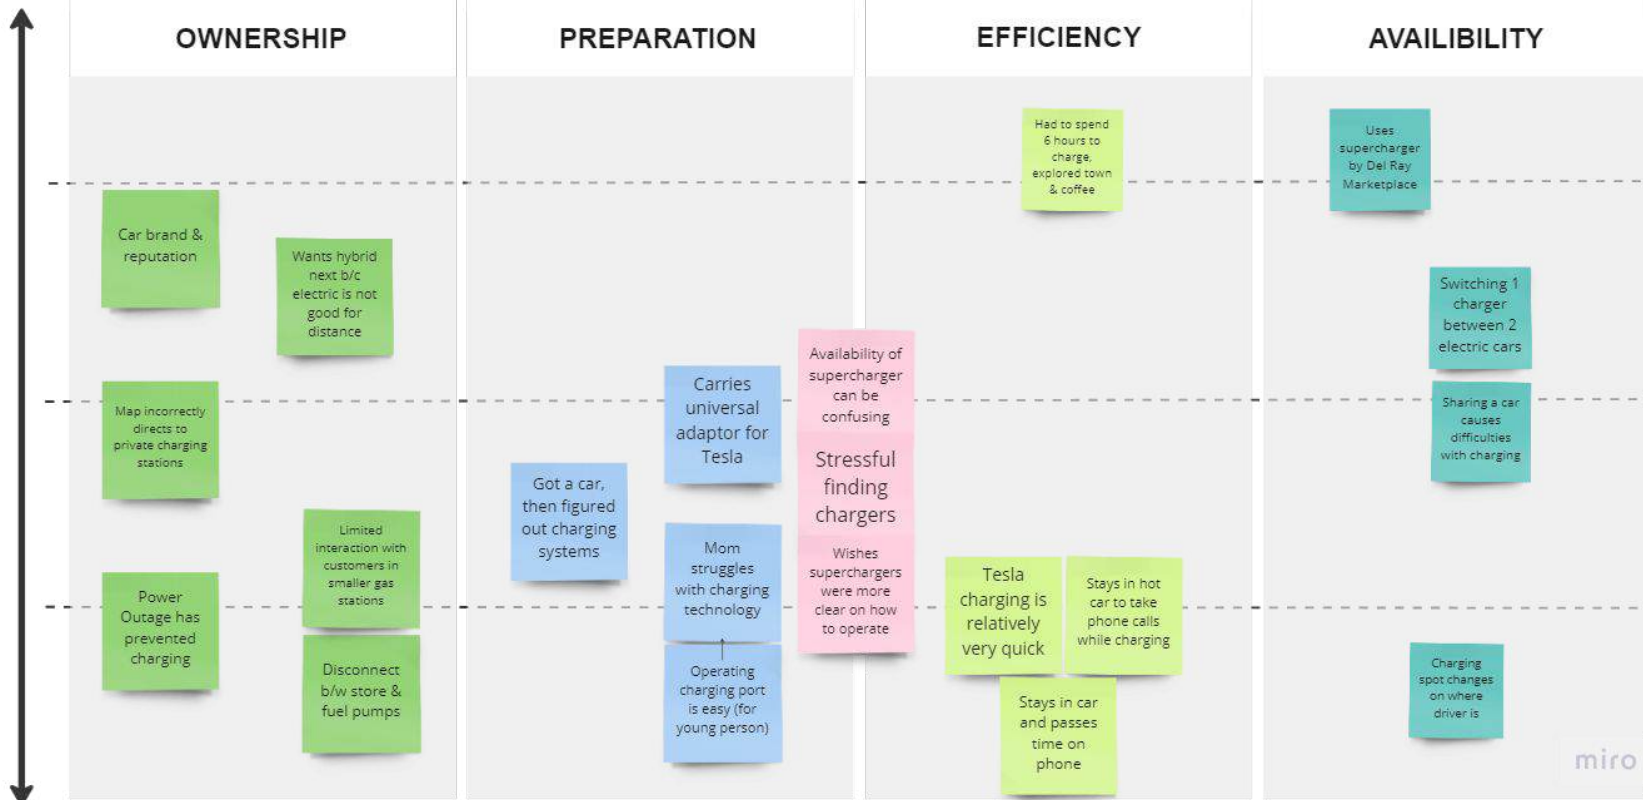 OWNERSHIP
PREPARATION
EFFICIENCY
AVAILIBILITY
Car brand &
reputation
Wants hybrid
next b/c
electric is not
good for
distance
Map incorrectly
directs to
private charging
stations
Limited
interaction with
customers in
smaller gas
stations
Power
Outage has
prevented
charging
Disconnect
b/w store &
fuel pumps
Carries
universal
adaptor for
Tesla
Got a car,
then figured
out charging
systems
Mom
struggles
with charging
technology
Operating
charging port
is easy (for
young person)
Availability of
supercharger
can be
confusing
Stressful
finding
chargers
Wishes
superchargers
were more
clear on how
to operate
Had to spend
6 hours to
charge,
explored town
& coffee
Tesla
charging is
relatively
very quick
Stays in hot
car to take
phone calls
while charging
Stays in car
and passes
time on
phone
Uses
supercharger
by Del Ray
Marketplace
Switching 1
charger
between 2
electric cars
Sharing a car
causes
difficulties
with charging
Charging
spot changes
on where
driver is
miro